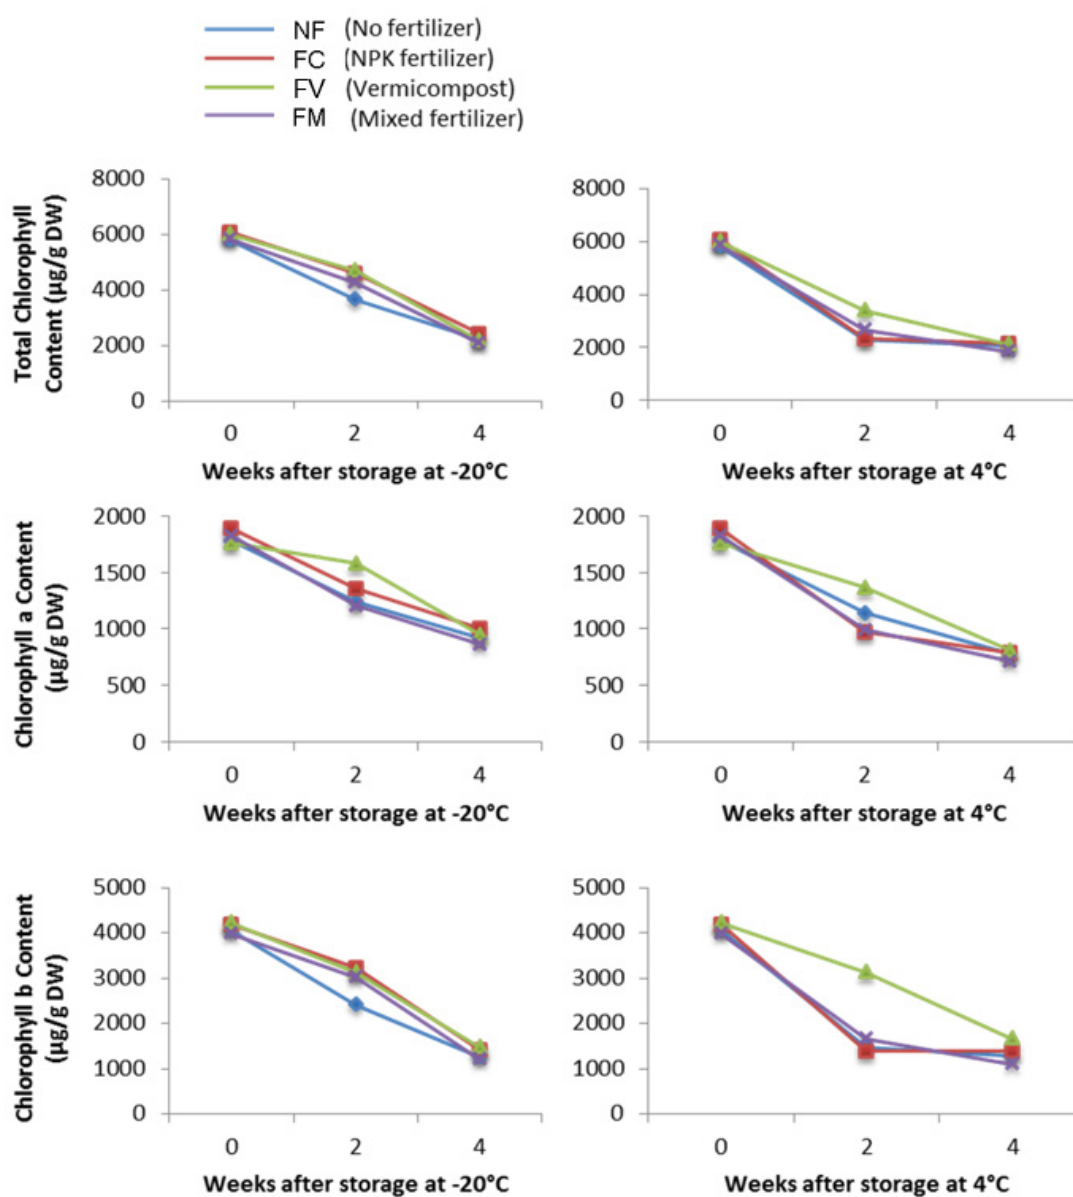 NF (No fertilizer)
FC (NPK fertilizer)
FV (Vermicompost)
FM (Mixed fertilizer)
Total Chlorophyll
Content (µg/g DW)
8000
6000
4000
2000
0
0 2 4
Weeks after storage at -20°C
8000
6000
4000
2000
0
0 2 4
Weeks after storage at 4°C
Chlorophyll a Content
(µg/g DW)
2000
1500
1000
500
0
0 2 4
Weeks after storage at -20°C
2000
1500
1000
500
0
0 2 4
Weeks after storage at 4°C
Chlorophyll b Content
(µg/g DW)
5000
4000
3000
2000
1000
0
0 2 4
Weeks after storage at -20°C
5000
4000
3000
2000
1000
0
0 2 4
Weeks after storage at 4°C